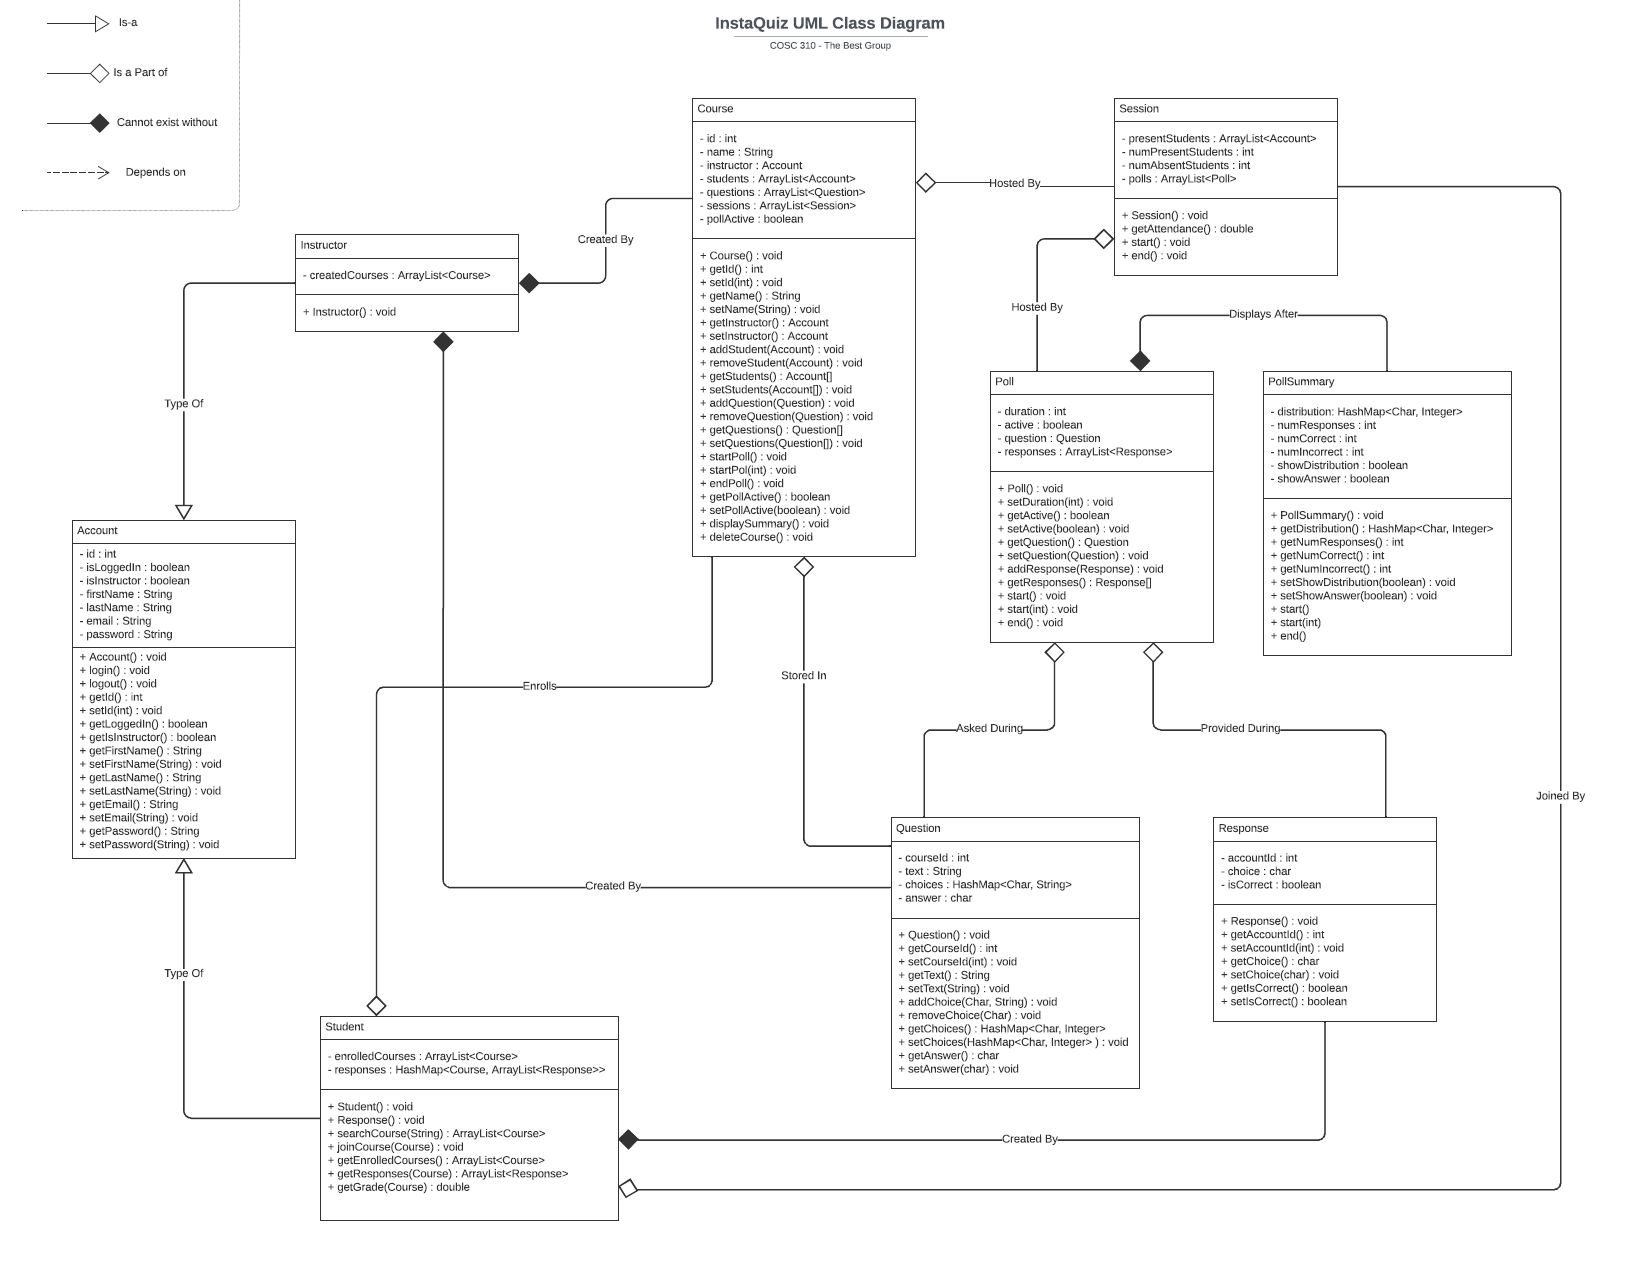 InstaQuiz UML Class Diagram
COSC 310 - The Best Group
Is-a
Is a Part of
Cannot exist without
Depends on
Course
- id : int
- name : String
- instructor : Account
- students : ArrayList<Account>
- questions : ArrayList<Question>
- sessions : ArrayList<Session>
- pollActive : boolean
+ Course() : void
+ getId() : int
+ setId(int) : void
+ getName() : String
+ setName(String) : void
+ getInstructor() : Account
+ setInstructor() : Account
+ addStudent(Account) : void
+ removeStudent(Account) : void
+ getStudents() : Account[]
+ setStudents(Account[]) : void
+ addQuestion(Question) : void
+ removeQuestion(Question) : void
+ getQuestions() : Question[]
+ setQuestions(Question[]) : void
+ startPoll() : void
+ startPol(int) : void
+ endPoll() : void
+ getPollActive() : boolean
+ setPollActive(boolean) : void
+ displaySummary() : void
+ deleteCourse() : void
Hosted By
Session
- presentStudents : ArrayList<Account>
- numPresentStudents : int
- numAbsentStudents : int
- polls : ArrayList<Poll>
+ Session() : void
+ getAttendance() : double
+ start() : void
+ end() : void
Created By
Instructor
- createdCourses : ArrayList<Course>
+ Instructor() : void
Hosted By
Displays After
Type Of
Poll
- duration : int
- active : boolean
- question : Question
- responses : ArrayList<Response>
+ Poll() : void
+ setDuration(int) : void
+ getActive() : boolean
+ setActive(boolean) : void
+ getQuestion() : Question
+ setQuestion(Question) : void
+ addResponse(Response) : void
+ getResponses() : Response[]
+ start() : void
+ start(int) : void
+ end() : void
PollSummary
- distribution: HashMap<Char, Integer>
- numResponses : int
- numCorrect : int
- numIncorrect : int
- showDistribution : boolean
- showAnswer : boolean
+ PollSummary() : void
+ getDistribution() : HashMap<Char, Integer>
+ getNumResponses() : int
+ getNumCorrect() : int
+ getNumIncorrect() : int
+ setShowDistribution(boolean) : void
+ setShowAnswer(boolean) : void
+ start()
+ start(int)
+ end()
Account
- id : int
- isLoggedIn : boolean
- isInstructor : boolean
- firstName : String
- lastName : String
- email : String
- password : String
+ Account() : void
+ login() : void
+ logout() : void
+ getId() : int
+ setId(int) : void
+ getLoggedIn() : boolean
+ getIsInstructor() : boolean
+ getFirstName() : String
+ setFirstName(String) : void
+ getLastName() : String
+ setLastName(String) : void
+ getEmail() : String
+ setEmail(String) : void
+ getPassword() : String
+ setPassword(String) : void
Enrolls
Stored In
Asked During
Provided During
Joined By
Question
- courseId : int
- text : String
- choices : HashMap<Char, String>
- answer : char
+ Question() : void
+ getCourseId() : int
+ setCourseId(int) : void
+ getText() : String
+ setText(String) : void
+ addChoice(Char, String) : void
+ removeChoice(Char) : void
+ getChoices() : HashMap<Char, Integer>
+ setChoices(HashMap<Char, Integer> ) : void
+ getAnswer() : char
+ setAnswer(char) : void
Response
- accountId : int
- choice : char
- isCorrect : boolean
+ Response() : void
+ getAccountId() : int
+ setAccountId(int) : void
+ getChoice() : char
+ setChoice(char) : void
+ getIsCorrect() : boolean
+ setIsCorrect() : boolean
Created By
Type Of
Student
- enrolledCourses : ArrayList<Course>
- responses : HashMap<Course, ArrayList<Response>>
+ Student() : void
+ Response() : void
+ searchCourse(String) : ArrayList<Course>
+ joinCourse(Course) : void
+ getEnrolledCourses() : ArrayList<Course>
+ getResponses(Course) : ArrayList<Response>
+ getGrade(Course) : double
Created By